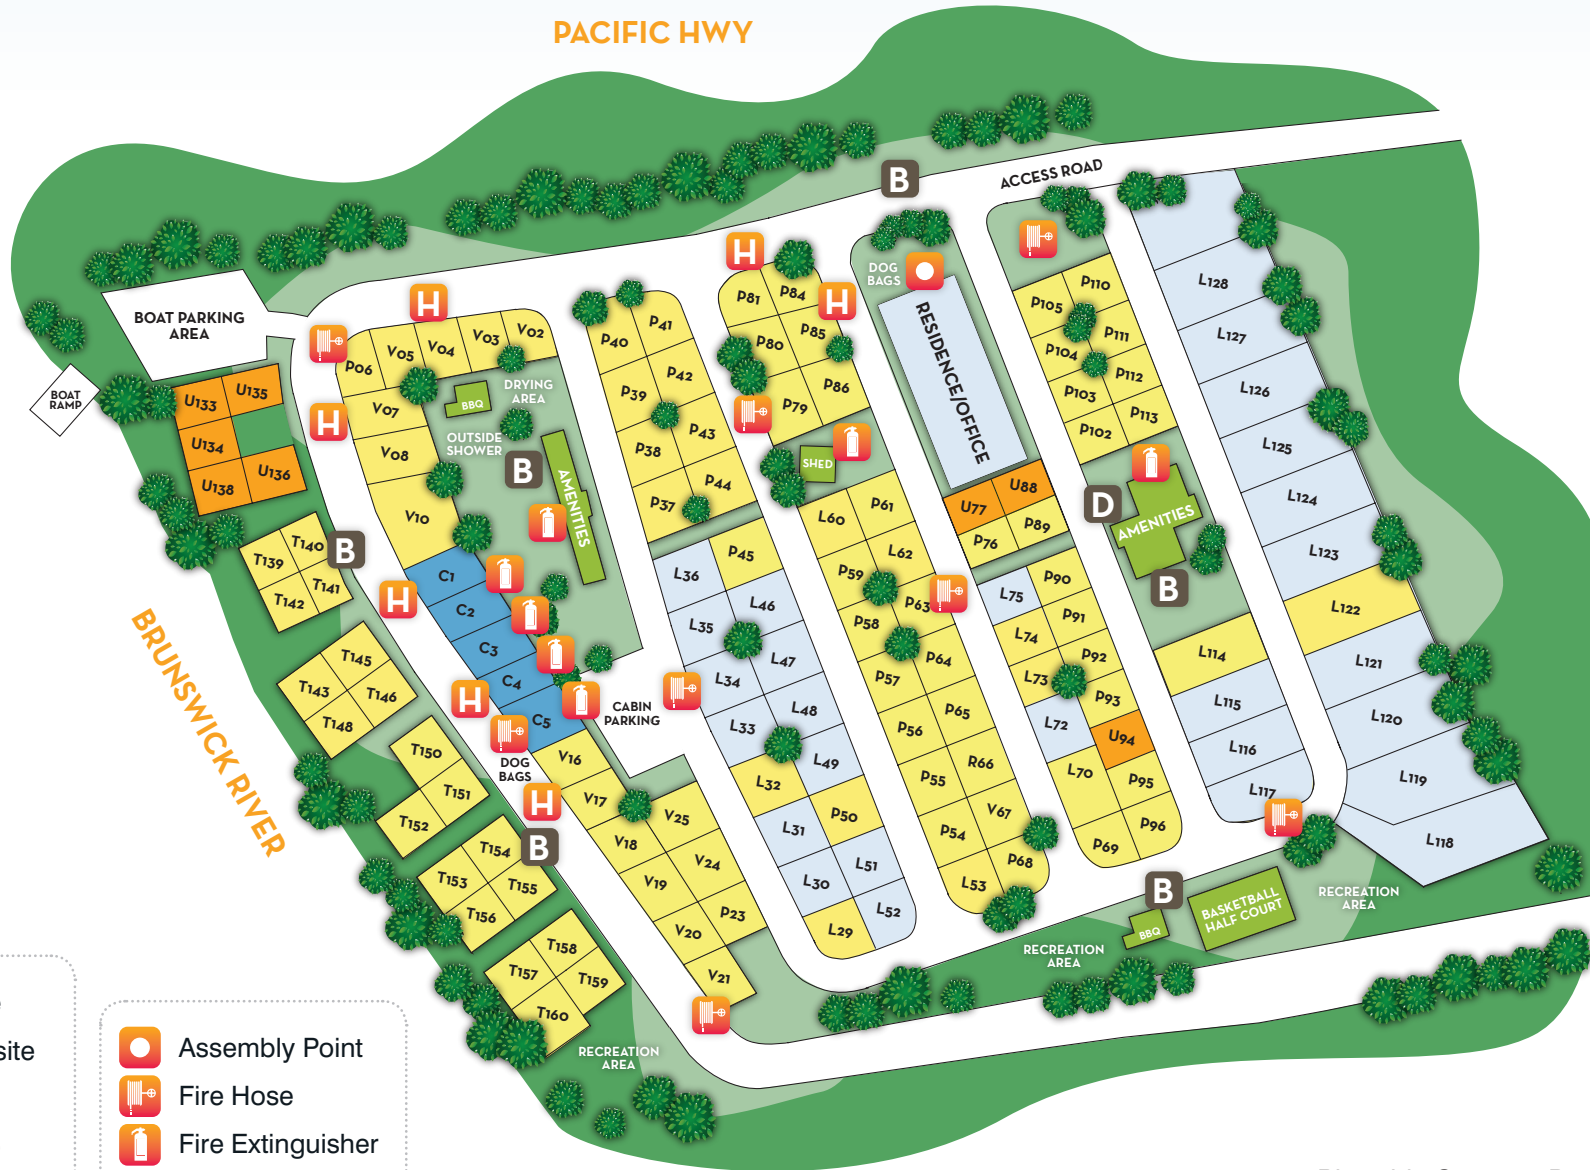 PACIFIC HWY
ACCESS ROAD
B
H
H
H
DOG
BAGS
RESIDENCE/OFFICE
BOAT PARKING
AREA
BOAT
RAMP
U133
U135
U134
U136
U138
P06
V05
V04
V03
V02
V07
V08
V10
BBQ
DRYING
AREA
OUTSIDE
SHOWER
B
AMENITIES
H
P40
P41
P39
P42
P38
P43
P37
P44
P81
P84
P80
P85
P79
P86
SHED
P105
P110
P111
P104
P112
P103
P113
P102
L128
L127
L126
L125
L124
L123
L122
L121
L120
L119
L118
T139
T140
T142
T141
B
H
C1
C2
C3
C4
C5
H
DOG
BAGS
CABIN
PARKING
L36
P45
L35
L46
L34
L47
L33
L48
L32
L49
L31
P50
L30
L51
L29
L52
L60
P61
P59
L62
P58
P63
P57
P64
P56
P65
P55
R66
P54
V67
L53
P68
U77
U88
P76
P89
L75
P90
L74
P91
L73
P92
L72
P93
U94
L70
P95
P69
P96
D
AMENITIES
B
L114
L115
L116
L117
BRUNSWICK RIVER
T145
T143
T146
T148
T150
T151
T152
T154
T153
T155
T156
T158
T157
T159
T160
H
B
V16
V17
V25
V18
V24
V19
P23
V20
V21
B
BBQ
BASKETBALL
HALF COURT
RECREATION
AREA
RECREATION
AREA
RECREATION
AREA
site
Assembly Point
Fire Hose
Fire Extinguisher